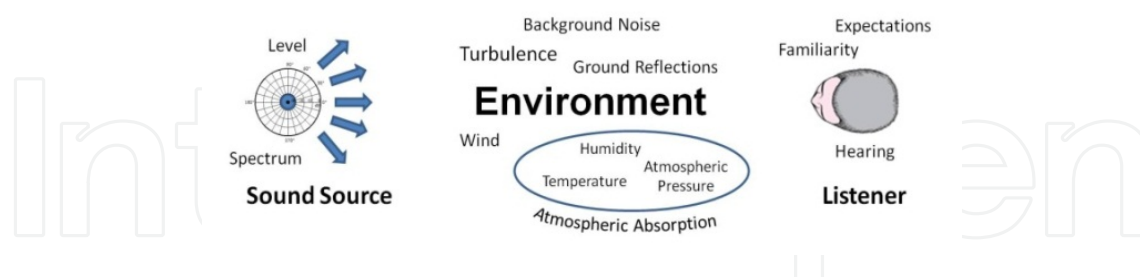 Level
Spectrum
Sound Source
Background Noise
Turbulence
Ground Reflections
Environment
Wind
Humidity
Temperature
Atmospheric
Pressure
Atmospheric Absorption
Expectations
Familiarity
Hearing
Listener